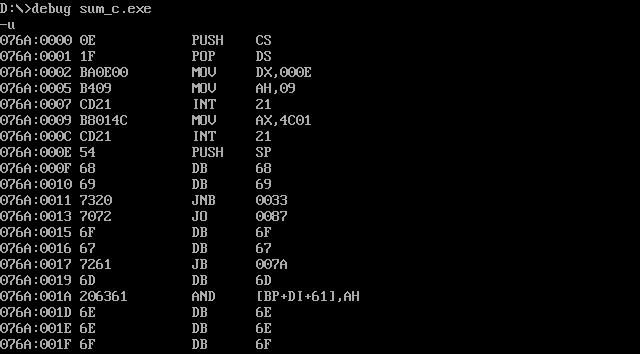 D:\>debug sum_c.exe
-u
076A:0000 0E PUSH CS
076A:0001 1F POP DS
076A:0002 BA0E00 MOV DX,000E
076A:0005 B409 MOV AH,09
076A:0007 CD21 INT 21
076A:0009 B8014C MOV AX,4C01
076A:000C CD21 INT 21
076A:000E 54 PUSH SP
076A:000F 68 DB 68
076A:0010 69 DB 69
076A:0011 7320 JNB 0033
076A:0013 7072 JO 0087
076A:0015 6F DB 6F
076A:0016 67 DB 67
076A:0017 7261 JB 007A
076A:0019 6D DB 6D
076A:001A 206361 AND [BP+DI+61],AH
076A:001D 6E DB 6E
076A:001E 6E DB 6E
076A:001F 6F DB 6F